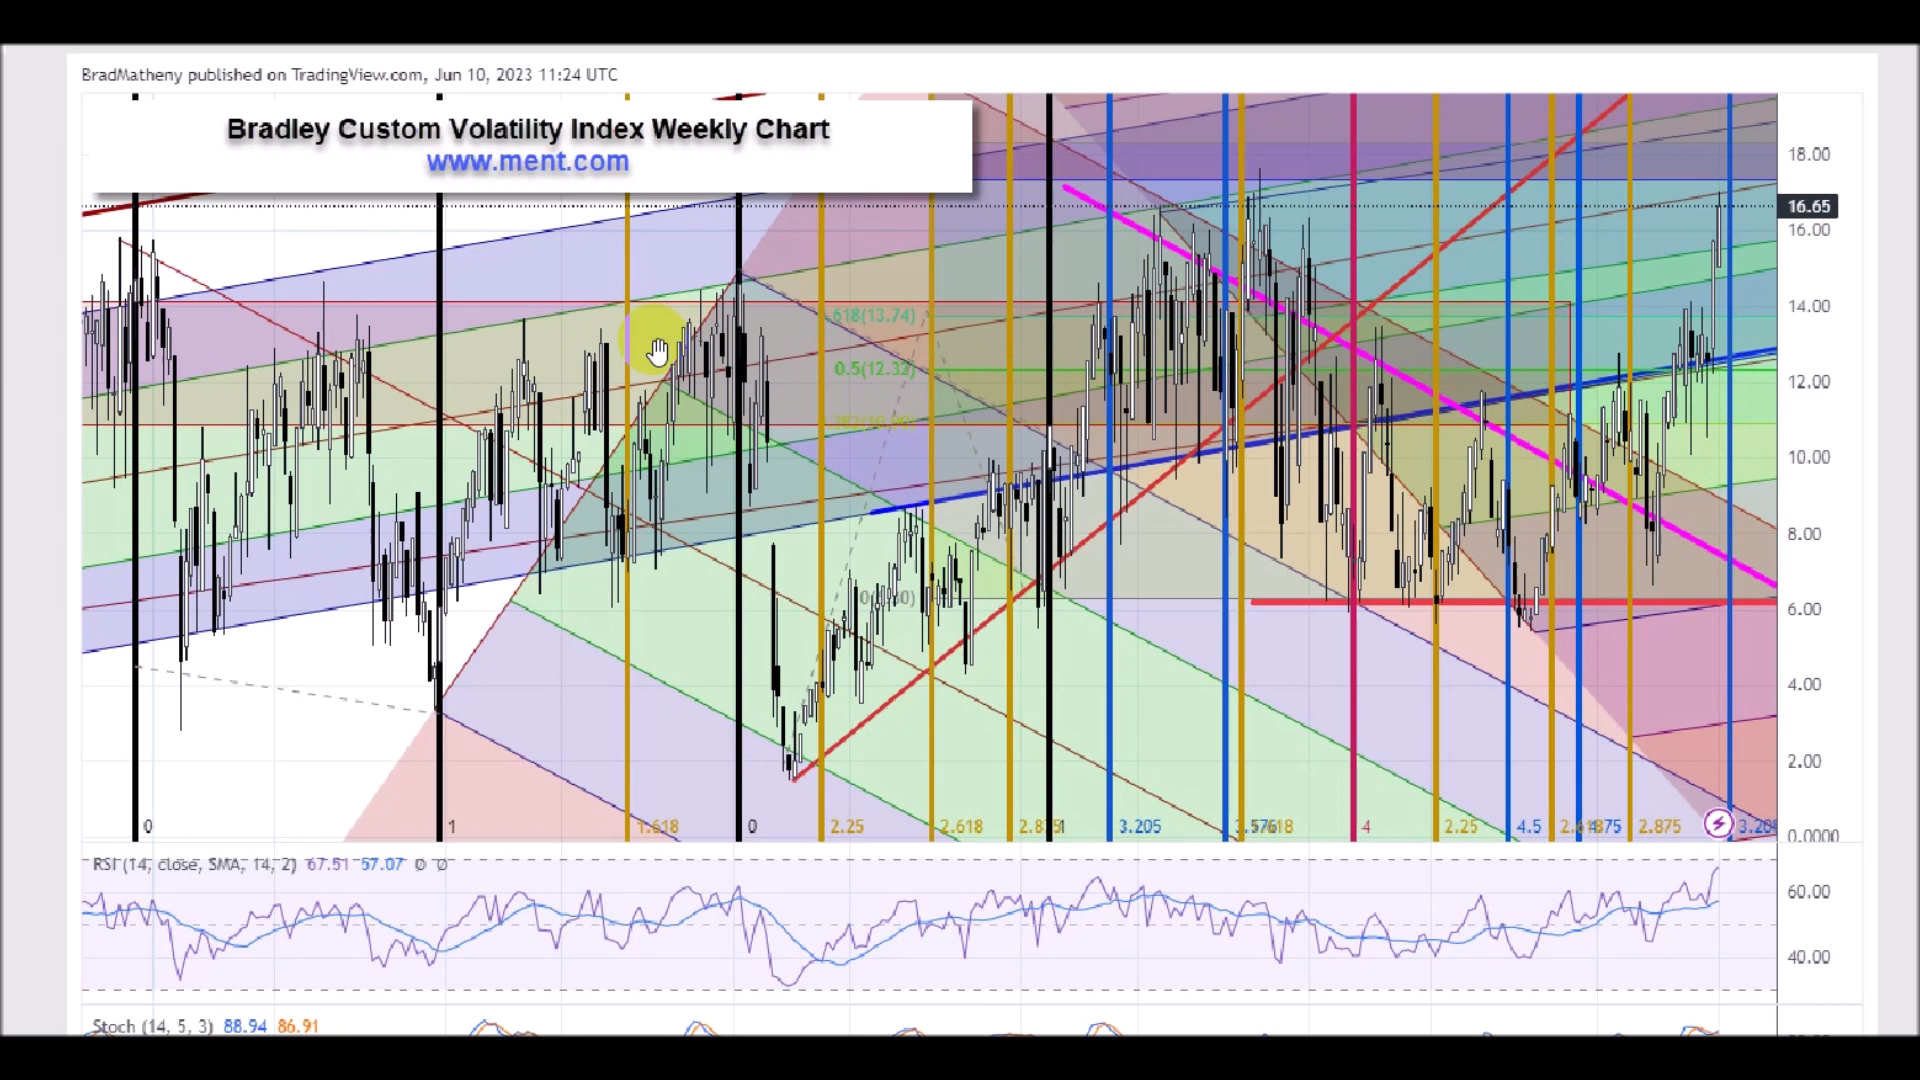 BradMatheny published on TradingView.com, Jun 10, 2023 11:24 UTC
Bradley Custom Volatility Index Weekly Chart
www.ment.com
18.00
16.65
16.00
14.00
12.00
10.00
8.00
6.00
4.00
2.00
0.0000
.618(13.74)
0.5(12.32)
0 1 1.618 0 2.25 2.618 1 3.205 4 2.25 4.5 2.875
RSI (14, close, SMA, 14, 2) 67.51 57.07 Ø Ø
60.00
40.00
Stoch (14, 5, 3) 88.94 86.91